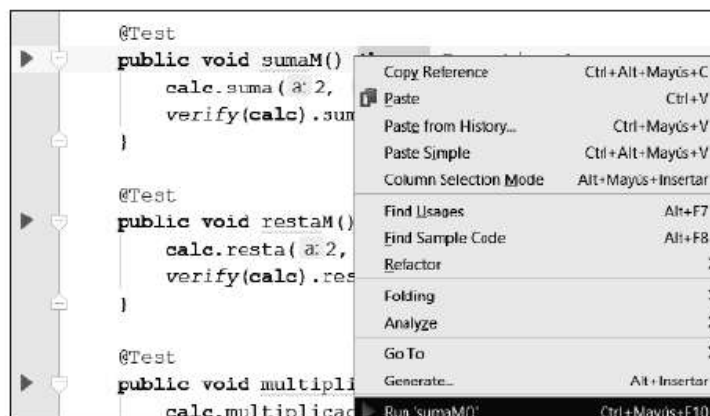 @Test
public void sumaM()
calc.suma( a: 2,
verify(calc).sum
}
@Test
public void restaM()
calc.resta( a: 2,
verify(calc).res
}
@Test
public void multipli
calc.multiplicac
Copy Reference Ctrl+Alt+Mayús+C
Paste Ctrl+V
Paste from History... Ctrl+Mayús+V
Paste Simple Ctrl+Alt+Mayús+V
Column Selection Mode Alt+Mayús+Insertar
Find Usages Alt+F7
Find Sample Code Alt+F8
Refactor
Folding
Analyze
Go To
Generate... Alt+Insertar
Run 'sumaM()' Ctrl+Mayús+F10